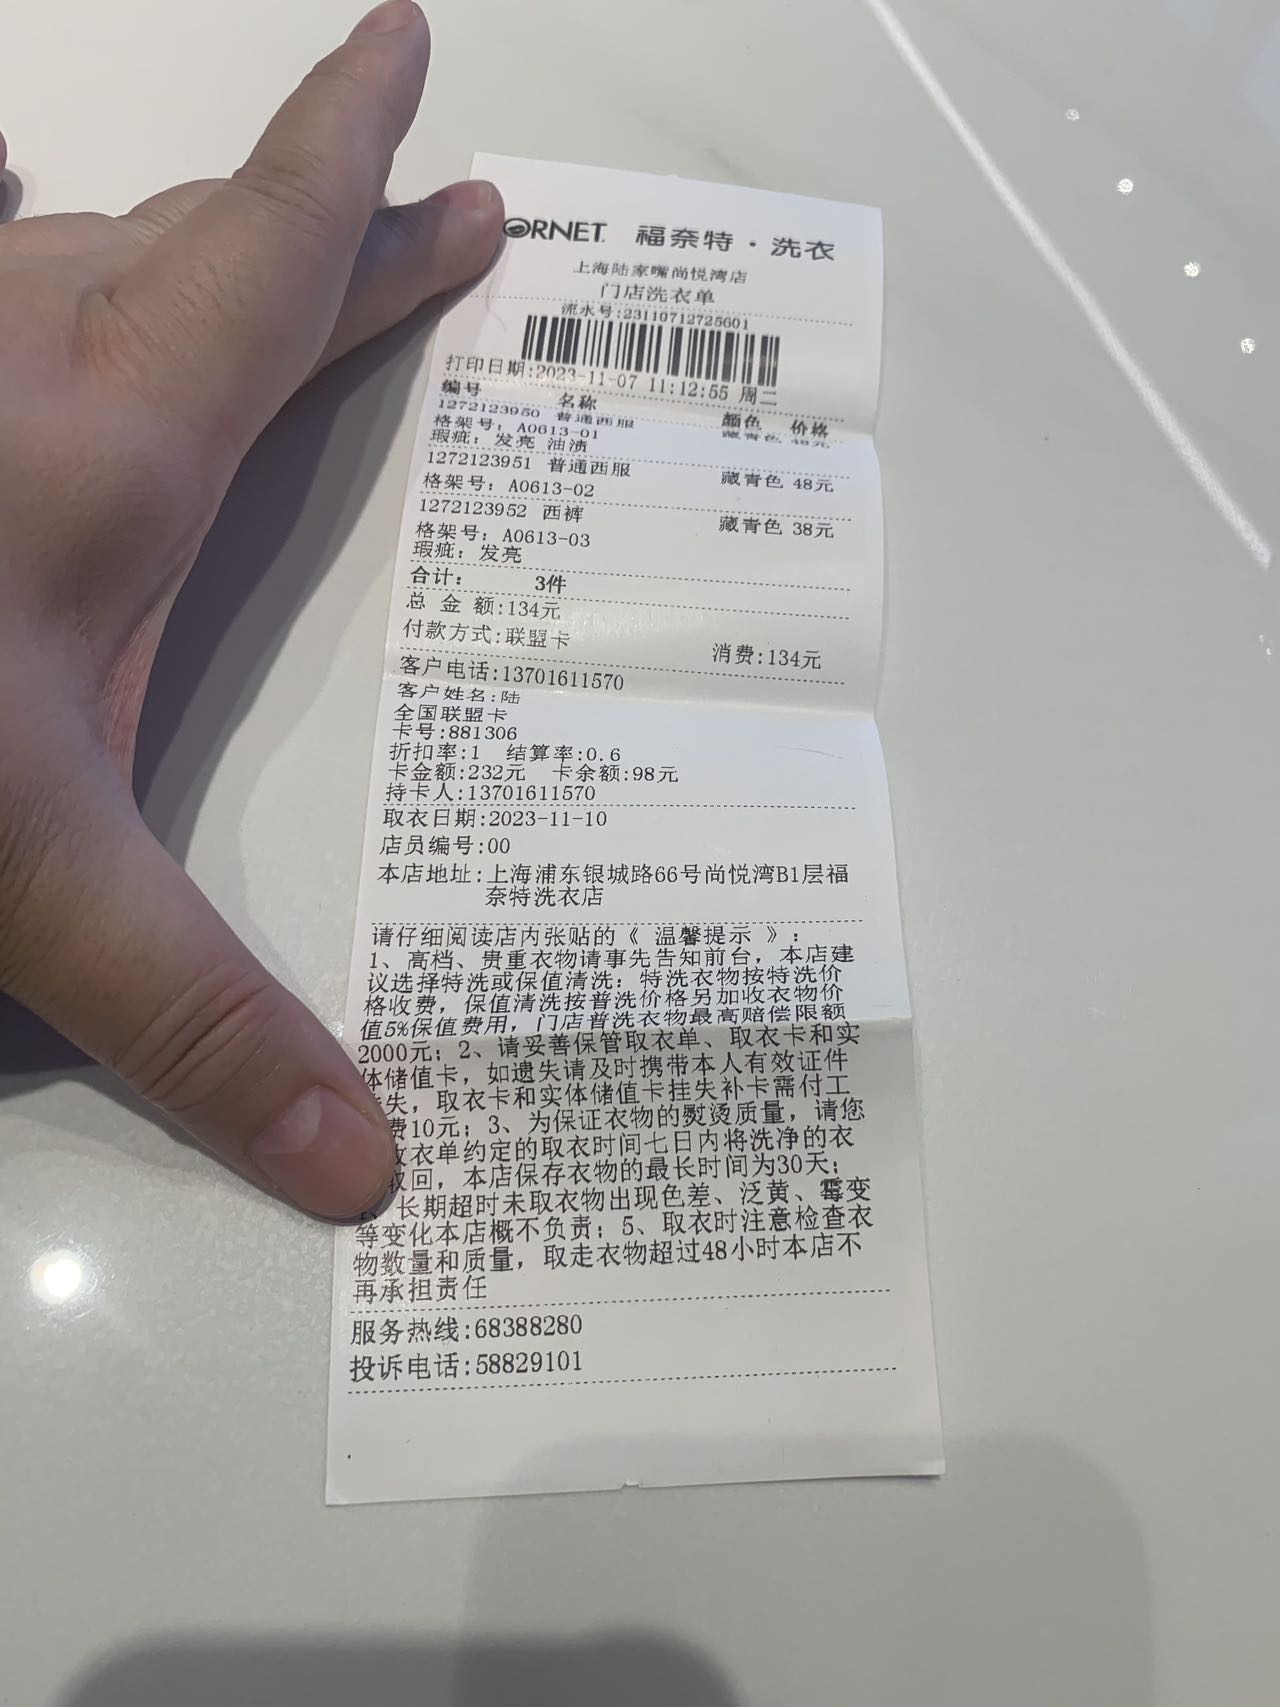 ORNET. 福奈特·洗衣
上海陆家嘴尚悦湾店
门店洗衣单
流水号:23110712725601
打印日期:2023-11-07 11:12:55 周二
编号 名称 颜色 价格
1272123950 普通西服 藏青色 48元
格架号: A0613-01
瑕疵: 发亮 油渍
1272123951 普通西服 藏青色 48元
格架号: A0613-02
1272123952 西裤 藏青色 38元
格架号: A0613-03
瑕疵: 发亮
合计: 3件
总 金 额:134元
付款方式:联盟卡 消费:134元
客户电话:13701611570
客户姓名:陆
全国联盟卡
卡号:881306
折扣率:1 结算率:0.6
卡金额:232元 卡余额:98元
持卡人:13701611570
取衣日期:2023-11-10
店员编号:00
本店地址:上海浦东银城路66号尚悦湾B1层福
奈特洗衣店
请仔细阅读店内张贴的《 温馨提示 》:
1、高档、贵重衣物请事先告知前台, 本店建
议选择特洗或保值清洗: 特洗衣物按特洗价
格收费, 保值清洗按普洗价格另加收衣物价
值5%保值费用, 门店普洗衣物最高赔偿限额
2000元; 2、请妥善保管取衣单、取衣卡和实
体储值卡, 如遗失请及时携带本人有效证件
失, 取衣卡和实体储值卡挂失补卡需付工
费10元; 3、为保证衣物的熨烫质量, 请您
收衣单约定的取衣时间七日内将洗净的衣
取回, 本店保存衣物的最长时间为30天;
、长期超时未取衣物出现色差、泛黄、霉变
等变化本店概不负责; 5、取衣时注意检查衣
物数量和质量, 取走衣物超过48小时本店不
再承担责任
服务热线:68388280
投诉电话:58829101